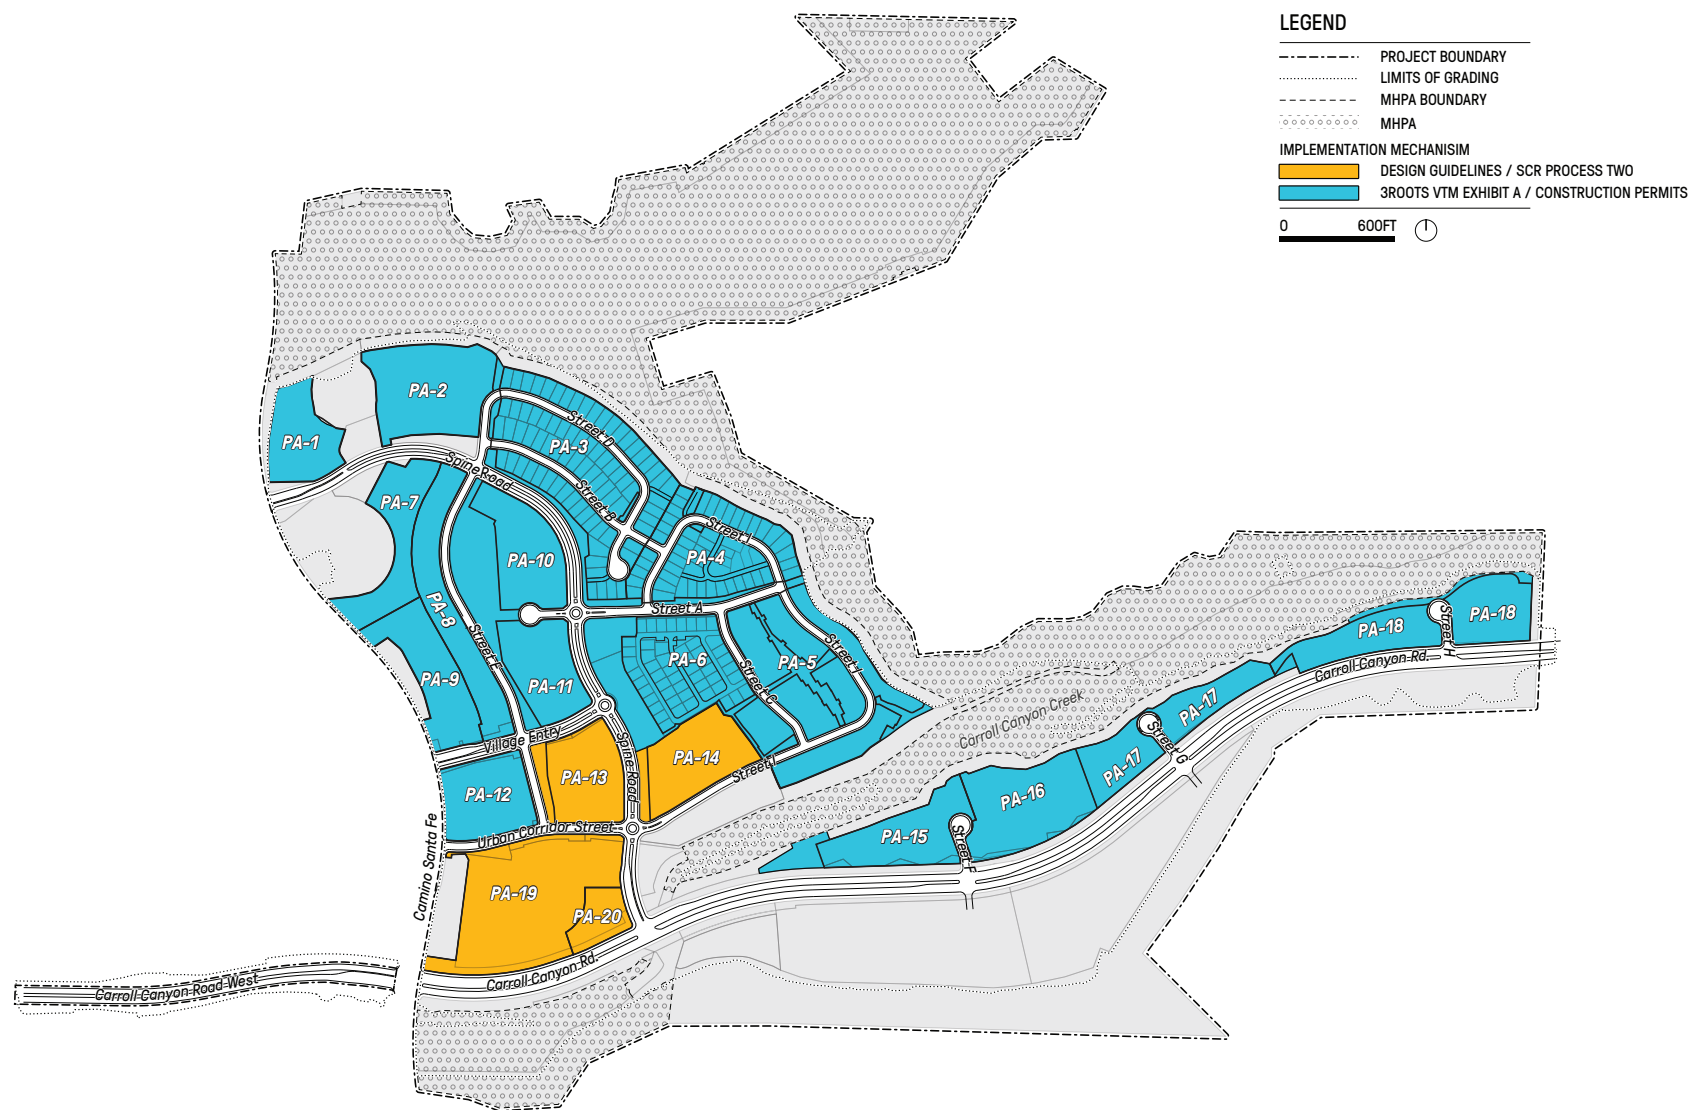 LEGEND
PROJECT BOUNDARY
LIMITS OF GRADING
MHPA BOUNDARY
MHPA
IMPLEMENTATION MECHANISIM
DESIGN GUIDELINES / SCR PROCESS TWO
3ROOTS VTM EXHIBIT A / CONSTRUCTION PERMITS
0 600FT
PA-2
PA-1
Street D
PA-3
Spine Road
PA-7
Street B
Street J
PA-4
PA-10
Street A
PA-8
Street E
PA-6
PA-5
Street I
Street C
PA-9
PA-11
Village Entry
Spine Road
PA-14
PA-13
Street I
PA-12
Urban Corridor Street
Camino Santa Fe
PA-19
PA-20
Carroll Canyon Rd.
Carroll Canyon Road West
Carroll Canyon Creek
PA-15
Street F
PA-16
PA-17
Street G
PA-17
PA-18
Street H
PA-18
Carroll Canyon Rd.